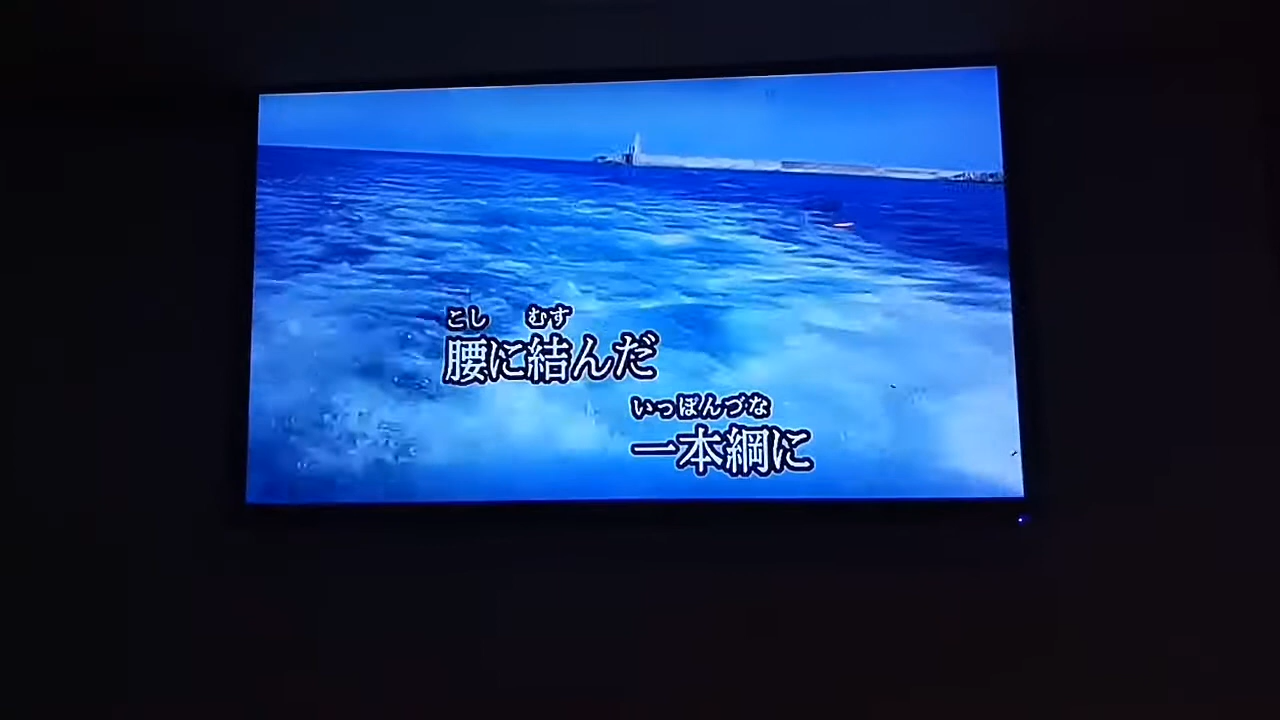 こし むす
腰に結んだ
いっぽんづな
一本綱に